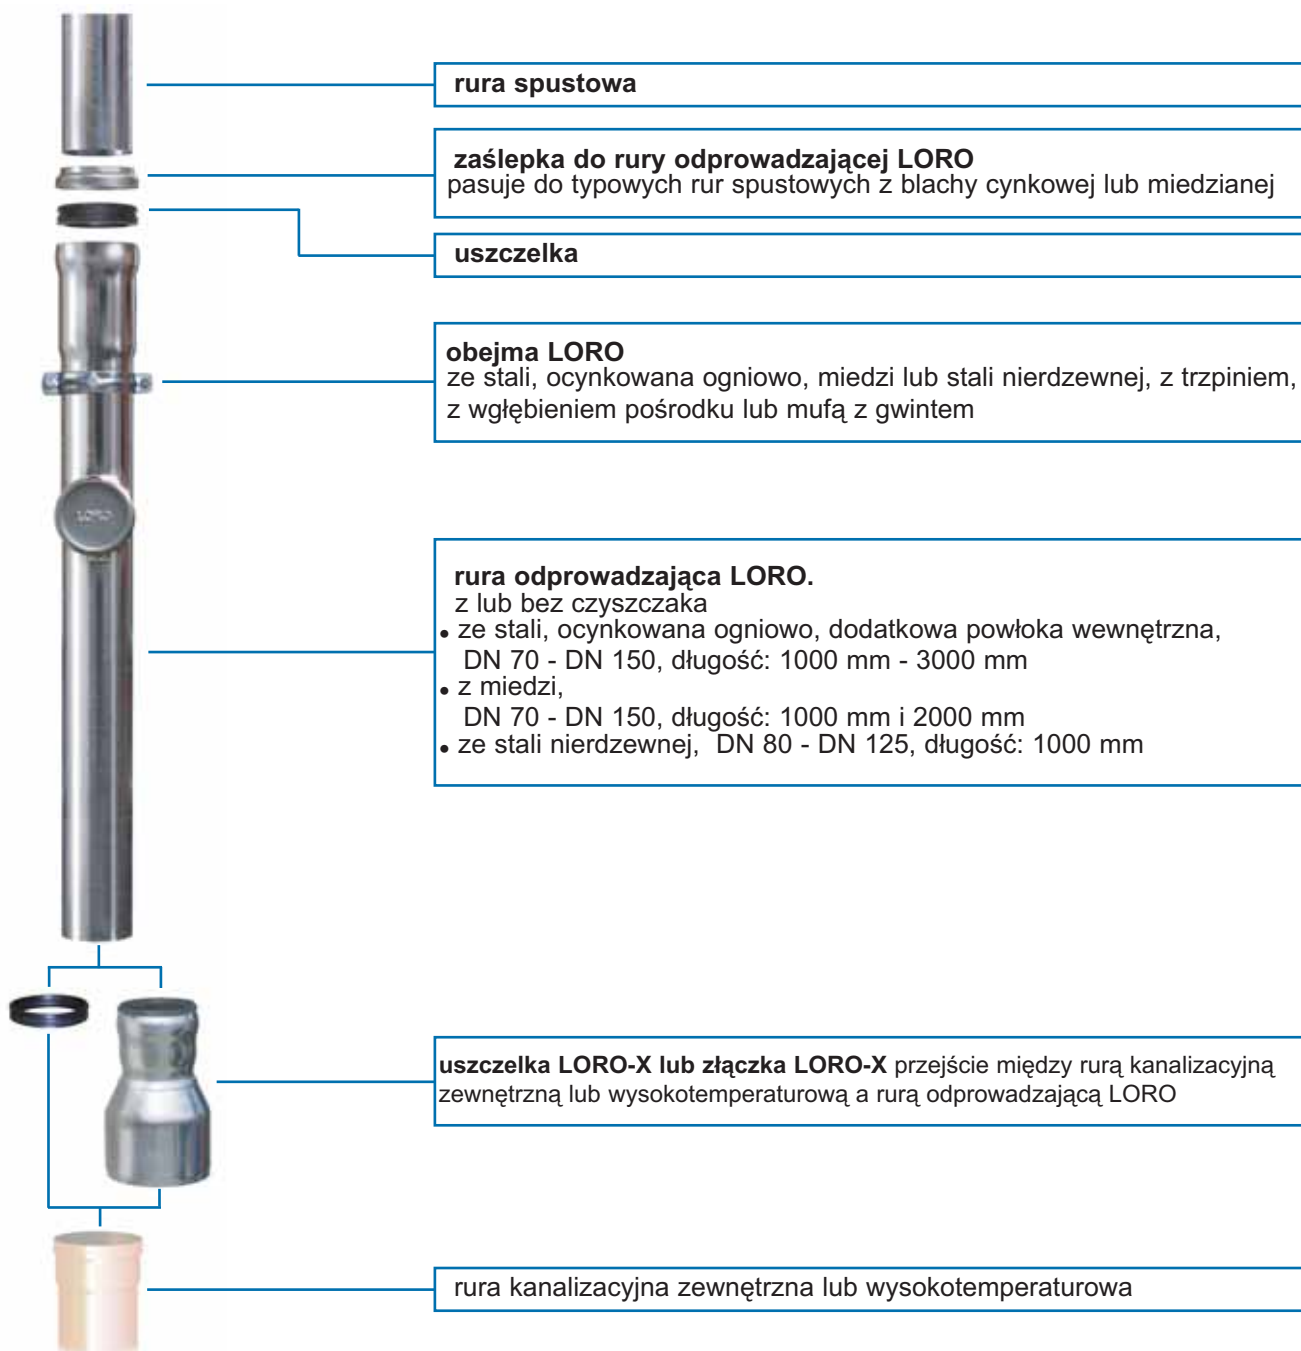 rura spustowa
zaślepka do rury odprowadzającej LORO
pasuje do typowych rur spustowych z blachy cynkowej lub miedzianej
uszczelka
obejma LORO
ze stali, ocynkowana ogniowo, miedzi lub stali nierdzewnej, z trzpiniem,
z wgłębieniem pośrodku lub mufą z gwintem
LORO
rura odprowadzająca LORO.
z lub bez czyszczaka
• ze stali, ocynkowana ogniowo, dodatkowa powłoka wewnętrzna,
DN 70 - DN 150, długość: 1000 mm - 3000 mm
• z miedzi,
DN 70 - DN 150, długość: 1000 mm i 2000 mm
• ze stali nierdzewnej, DN 80 - DN 125, długość: 1000 mm
uszczelka LORO-X lub złączka LORO-X przejście między rurą kanalizacyjną
zewnętrzną lub wysokotemperaturową a rurą odprowadzającą LORO
rura kanalizacyjna zewnętrzna lub wysokotemperaturowa